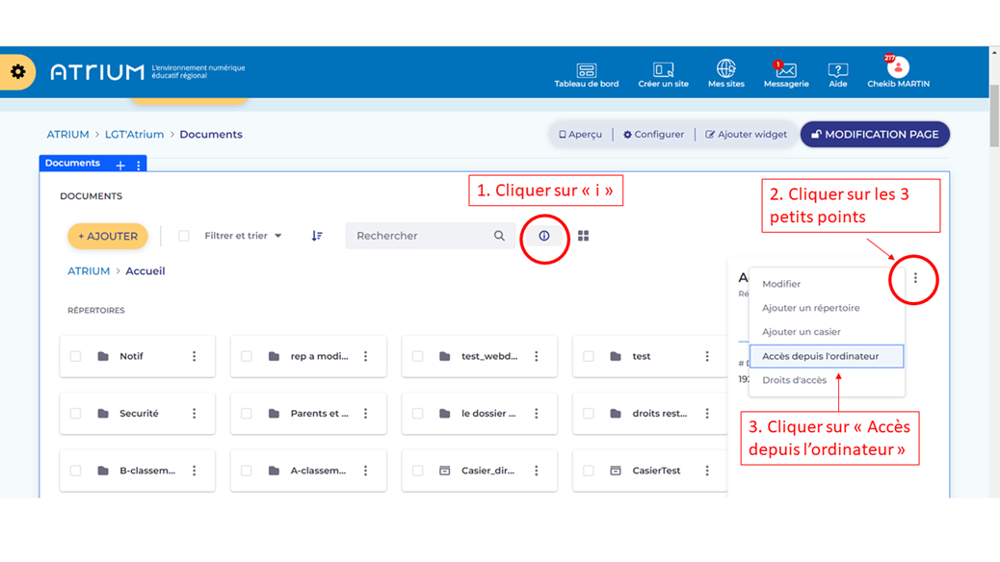 ATRIUM
L'environnement numérique
éducatif régional
217
1
Tableau de bord
Créer un site
Mes sites
Messagerie
Aide
Chekib MARTIN
ATRIUM > LGT'Atrium > Documents
Aperçu
Configurer
Ajouter widget
MODIFICATION PAGE
Documents
DOCUMENTS
1. Cliquer sur « i »
2. Cliquer sur les 3
petits points
+ AJOUTER
Filtrer et trier
Rechercher
ATRIUM > Accueil
Modifier
Ajouter un répertoire
Ajouter un casier
Accès depuis l'ordinateur
Droits d'accès
RÉPERTOIRES
Notif
rep a modi...
test_webd...
test
Securité
Parents et ...
le dossier ...
droits rest...
3. Cliquer sur « Accès
depuis l'ordinateur »
B-classem...
A-classem...
Casier_dir...
CasierTest